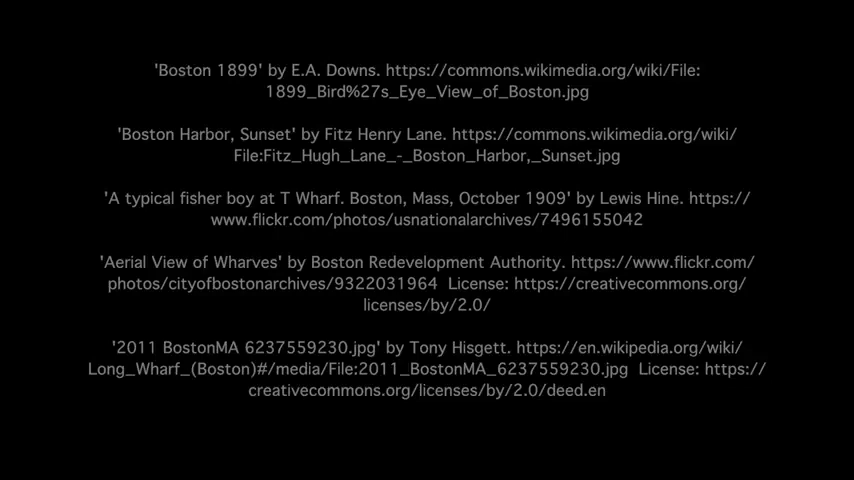 'Boston 1899' by E.A. Downs. https://commons.wikimedia.org/wiki/File:
1899_Bird%27s_Eye_View_of_Boston.jpg
'Boston Harbor, Sunset' by Fitz Henry Lane. https://commons.wikimedia.org/wiki/
File:Fitz_Hugh_Lane_-_Boston_Harbor,_Sunset.jpg
'A typical fisher boy at T Wharf. Boston, Mass, October 1909' by Lewis Hine. https://
www.flickr.com/photos/usnationalarchives/7496155042
'Aerial View of Wharves' by Boston Redevelopment Authority. https://www.flickr.com/
photos/cityofbostonarchives/9322031964  License: https://creativecommons.org/
licenses/by/2.0/
'2011 BostonMA 6237559230.jpg' by Tony Hisgett. https://en.wikipedia.org/wiki/
Long_Wharf_(Boston)#/media/File:2011_BostonMA_6237559230.jpg  License: https://
creativecommons.org/licenses/by/2.0/deed.en